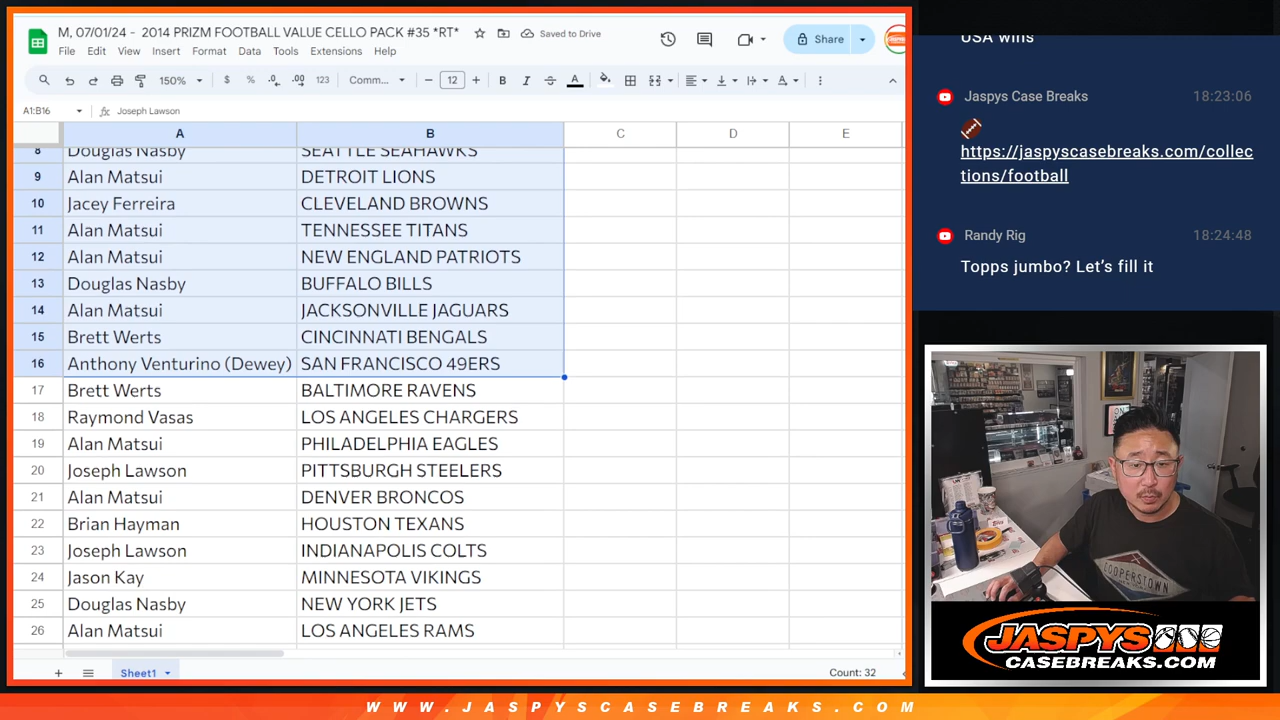 M, 07/01/24 - 2014 PRIZM FOOTBALL VALUE CELLO PACK #35 *RT*
Saved to Drive
File Edit View Insert Format Data Tools Extensions Help
Share
150% $ % .0 .00 123 Comm... 12 B I S A
A1:B16 fx Joseph Lawson
A B C D E
8 Douglas Nasby SEATTLE SEAHAWKS
9 Alan Matsui DETROIT LIONS
10 Jacey Ferreira CLEVELAND BROWNS
11 Alan Matsui TENNESSEE TITANS
12 Alan Matsui NEW ENGLAND PATRIOTS
13 Douglas Nasby BUFFALO BILLS
14 Alan Matsui JACKSONVILLE JAGUARS
15 Brett Werts CINCINNATI BENGALS
16 Anthony Venturino (Dewey) SAN FRANCISCO 49ERS
17 Brett Werts BALTIMORE RAVENS
18 Raymond Vasas LOS ANGELES CHARGERS
19 Alan Matsui PHILADELPHIA EAGLES
20 Joseph Lawson PITTSBURGH STEELERS
21 Alan Matsui DENVER BRONCOS
22 Brian Hayman HOUSTON TEXANS
23 Joseph Lawson INDIANAPOLIS COLTS
24 Jason Kay MINNESOTA VIKINGS
25 Douglas Nasby NEW YORK JETS
26 Alan Matsui LOS ANGELES RAMS
Sheet1
Count: 32
USA wins
Jaspys Case Breaks 18:23:06
https://jaspyscasebreaks.com/collec
tions/football
Randy Rig 18:24:48
Topps jumbo? Let's fill it
COOPERSTOWN
JASPYS
CASEBREAKS.COM
WWW.JASPYSCASEBREAKS.COM